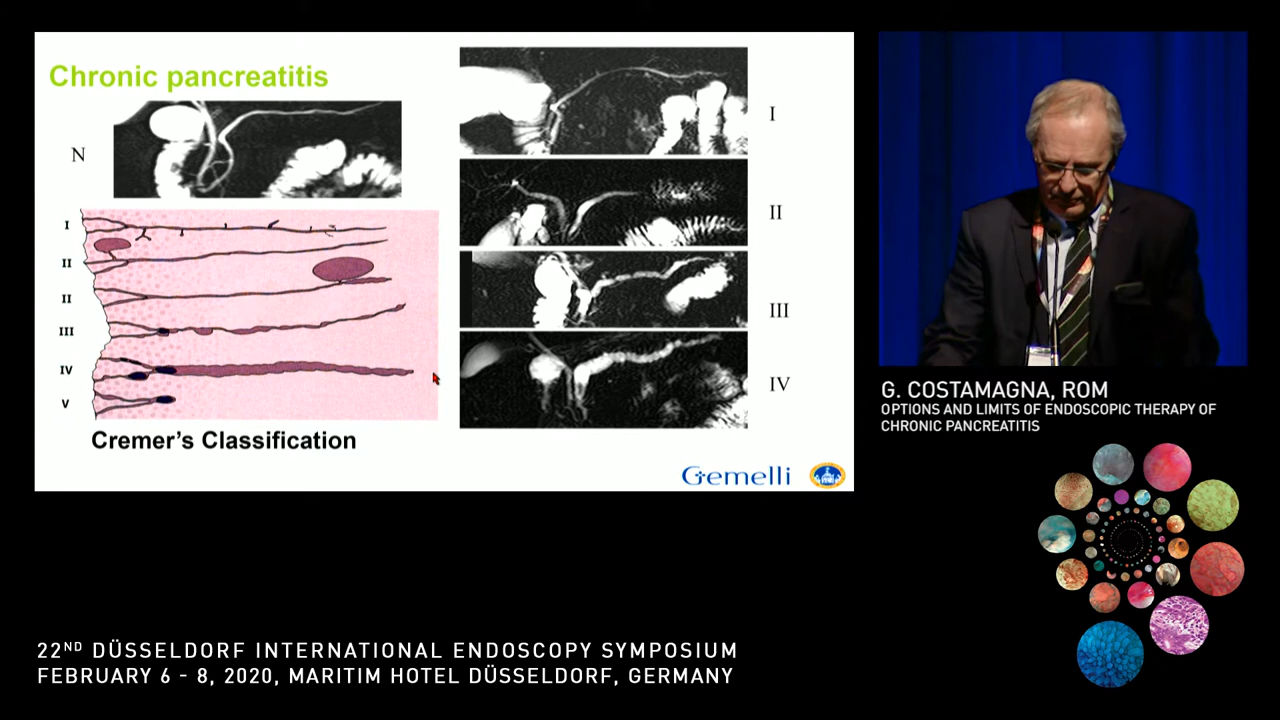 Chronic pancreatitis
N
I
II
II
III
IV
V
Cremer's Classification
I
II
III
IV
Gemelli
G. COSTAMAGNA, ROM
OPTIONS AND LIMITS OF ENDOSCOPIC THERAPY OF
CHRONIC PANCREATITIS
22ND DÜSSELDORF INTERNATIONAL ENDOSCOPY SYMPOSIUM
FEBRUARY 6 - 8, 2020, MARITIM HOTEL DÜSSELDORF, GERMANY